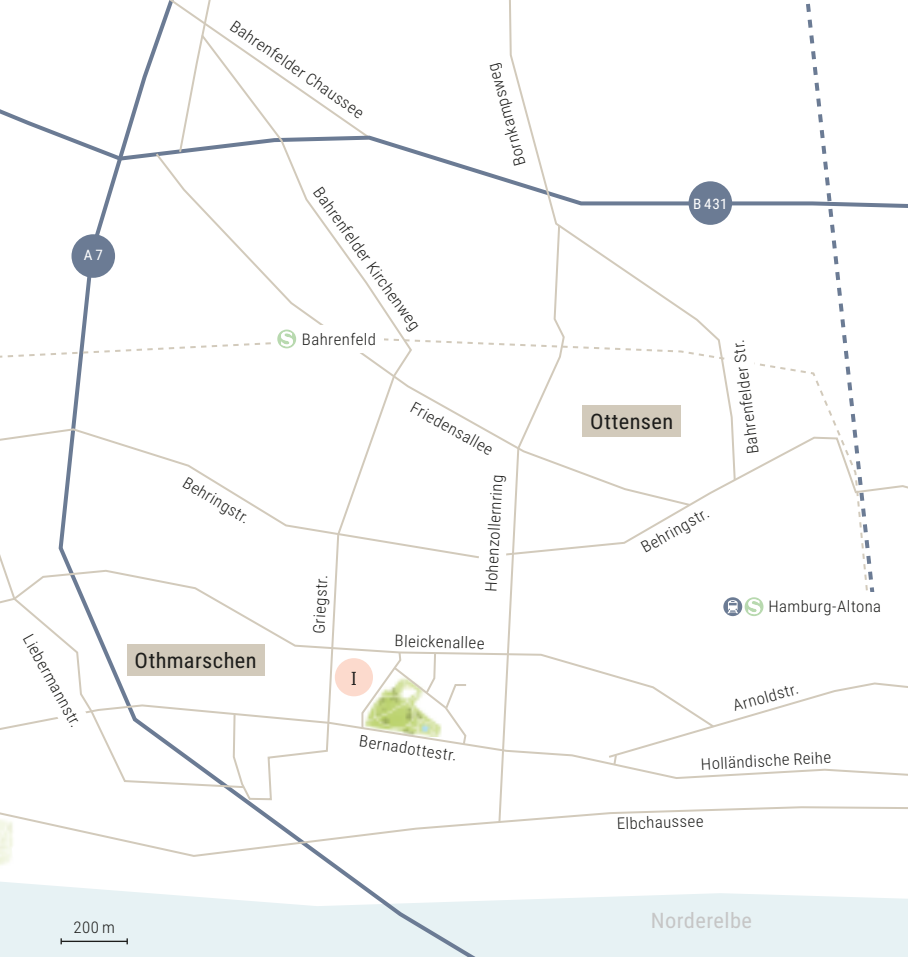 Bahrenfelder Chaussee
Bornkampsweg
B 431
A 7
Bahrenfelder Kirchenweg
S Bahrenfeld
Bahrenfelder Str.
Friedensallee
Ottensen
Behringstr.
Hohenzollernring
Behringstr.
Griegstr.
S Hamburg-Altona
Liebermannstr.
Bleickenallee
Othmarschen
I
Arnoldstr.
Bernadottestr.
Holländische Reihe
Elbchaussee
Norderelbe
200 m